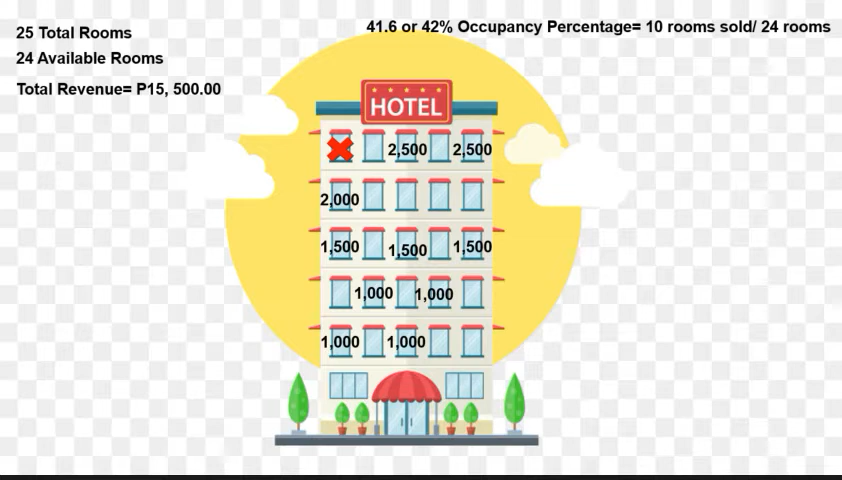 25 Total Rooms
24 Available Rooms
Total Revenue= P15, 500.00
41.6 or 42% Occupancy Percentage= 10 rooms sold/ 24 rooms
HOTEL
2,500 2,500
2,000
1,500 1,500 1,500
1,000 1,000
1,000 1,000